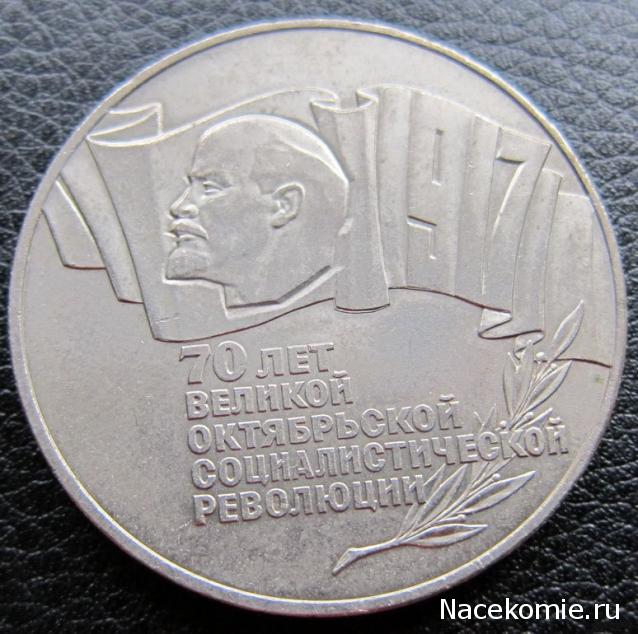 1917
70 ЛЕТ
ВЕЛИКОЙ
ОКТЯБРЬСКОЙ
СОЦИАЛИСТИЧЕСКОЙ
РЕВОЛЮЦИИ
Nacekomie.ru